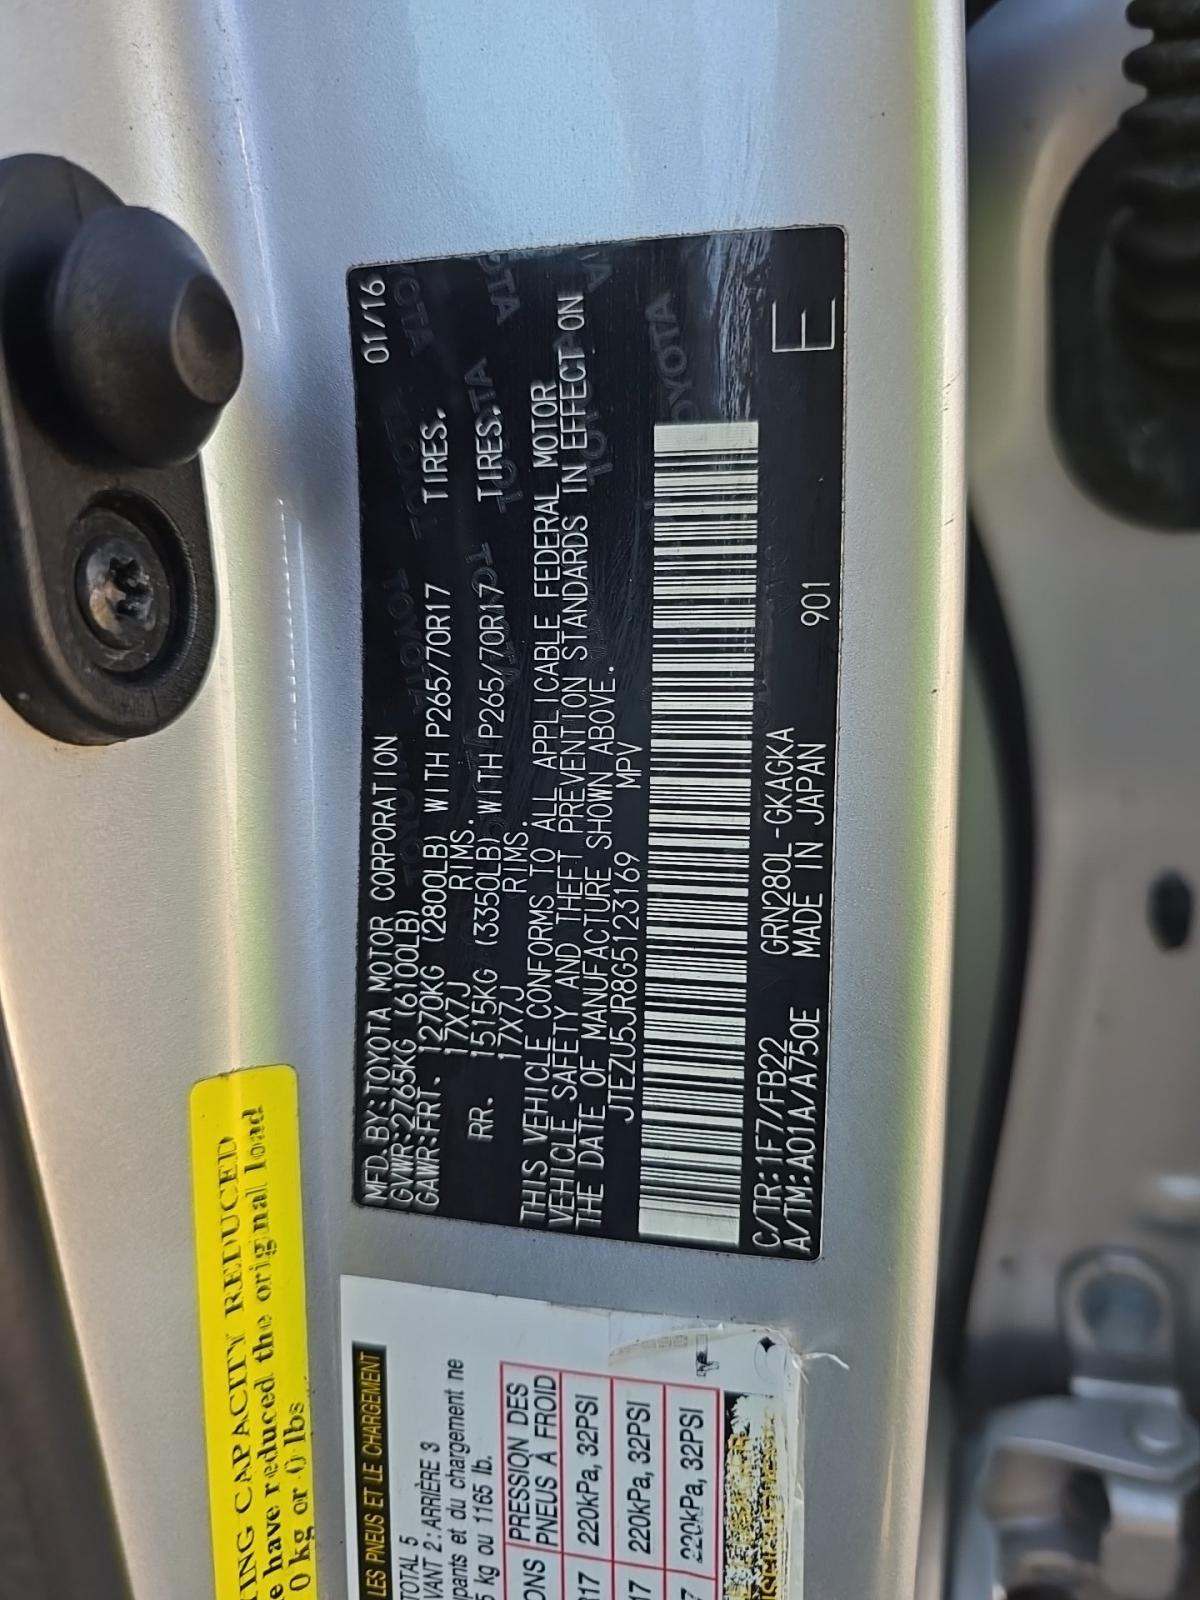 MFD.BY:TOYOTA MOTOR CORPORATION 01/16
GVWR:2765KG (6100LB)
GAWR:FRT. 1270KG (2800LB) WITH P265/70R17 TIRES.
17X7J RIMS.
RR. 1515KG (3350LB) WITH P265/70R17 TIRES.
17X7J RIMS.
THIS VEHICLE CONFORMS TO ALL APPLICABLE FEDERAL MOTOR
VEHICLE SAFETY AND THEFT PREVENTION STANDARDS IN EFFECT ON
THE DATE OF MANUFACTURE SHOWN ABOVE.
JTEZU5JR8G5123169 MPV
C/TR:1F7/FB22 GRN280L-GKAGKA
A/TM:A01A/A750E MADE IN JAPAN 901 E
TOYOTA
CAPACITY REDUCED
have reduced the original load
0 kg or 0 lbs
LES PNEUS ET LE CHARGEMENT
TOTAL 5
VANT 2: ARRIÈRE 3
upants et du chargement ne
5 kg ou 1165 lb.
PRESSION DES
PNEUS À FROID
220kPa, 32PSI
220kPa, 32PSI
220kPa, 32PSI